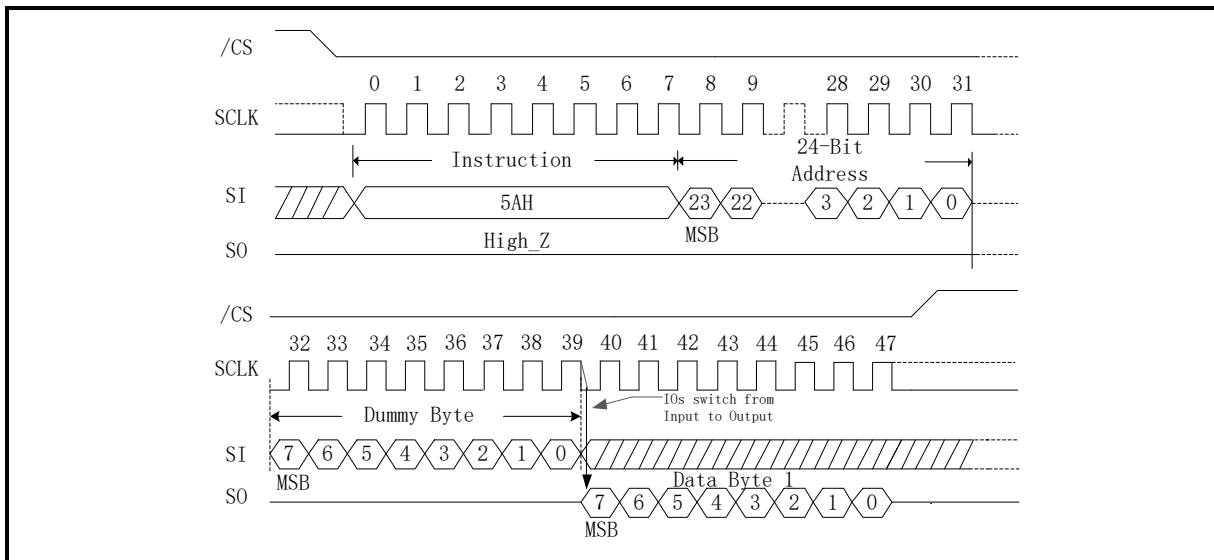 /CS
0 1 2 3 4 5 6 7 8 9 28 29 30 31
SCLK
Instruction
24-Bit
Address
SI
5AH
23 22 3 2 1 0
MSB
High_Z
SO
/CS
32 33 34 35 36 37 38 39 40 41 42 43 44 45 46 47
SCLK
Dummy Byte
IOs switch from
Input to Output
SI
7 6 5 4 3 2 1 0
MSB
Data Byte 1
SO
7 6 5 4 3 2 1 0
MSB